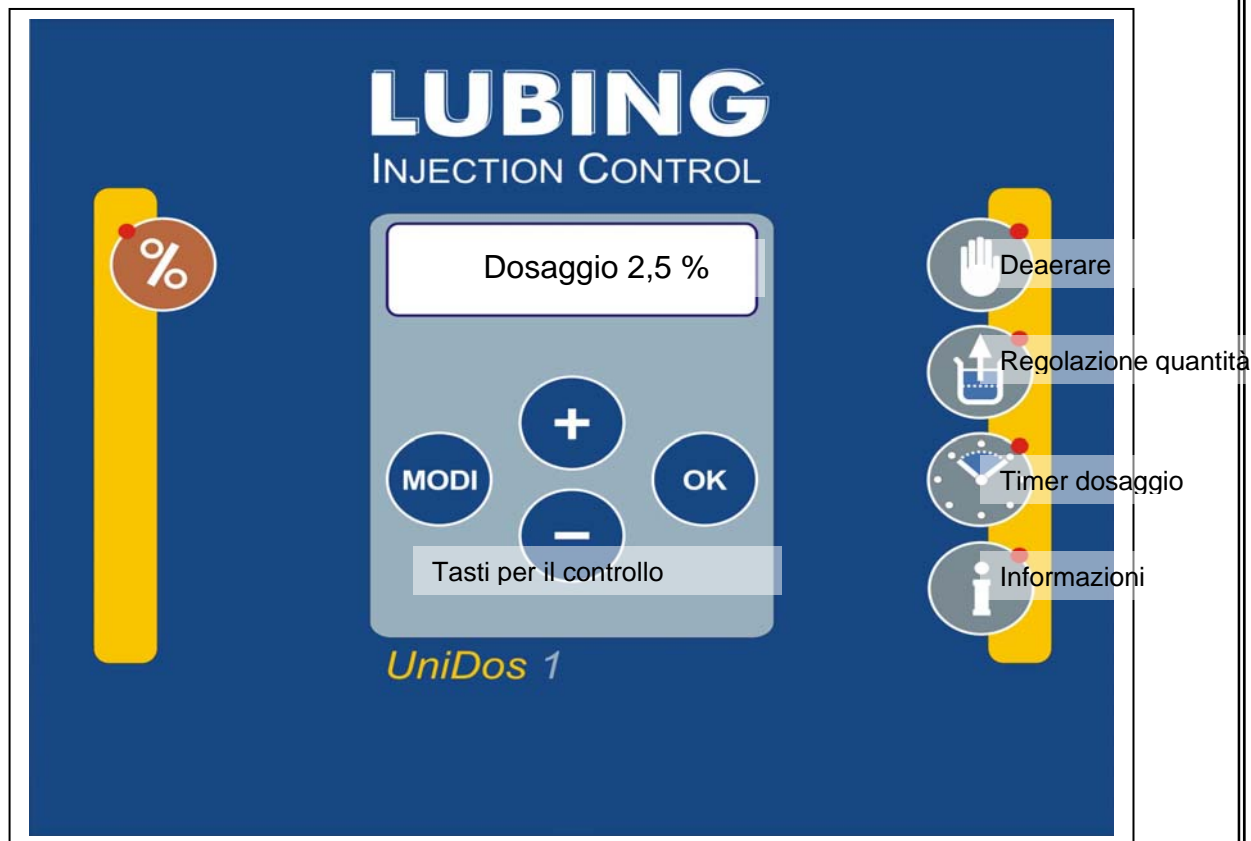 LUBING
INJECTION CONTROL
%
Dosaggio 2,5 %
Deaerare
Regolazione quantità
+
MODI
OK
Timer dosaggio
−
Tasti per il controllo
i
Informazioni
UniDos 1